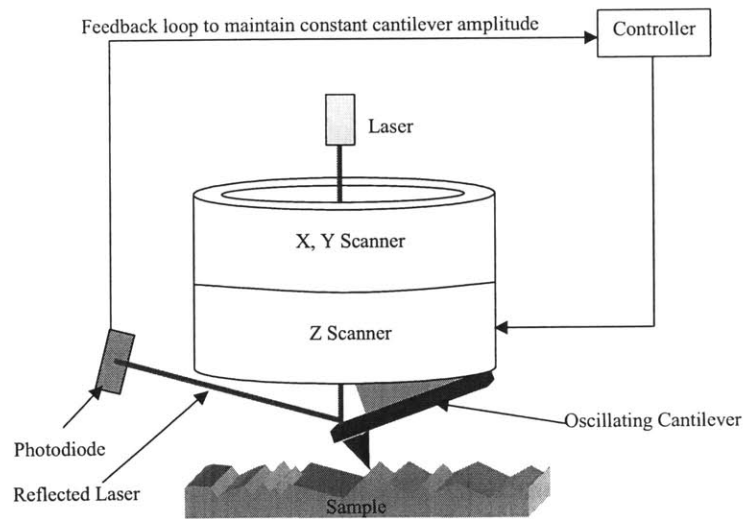 Feedback loop to maintain constant cantilever amplitude
Controller
Laser
X, Y Scanner
Z Scanner
Oscillating Cantilever
Photodiode
Reflected Laser
Sample